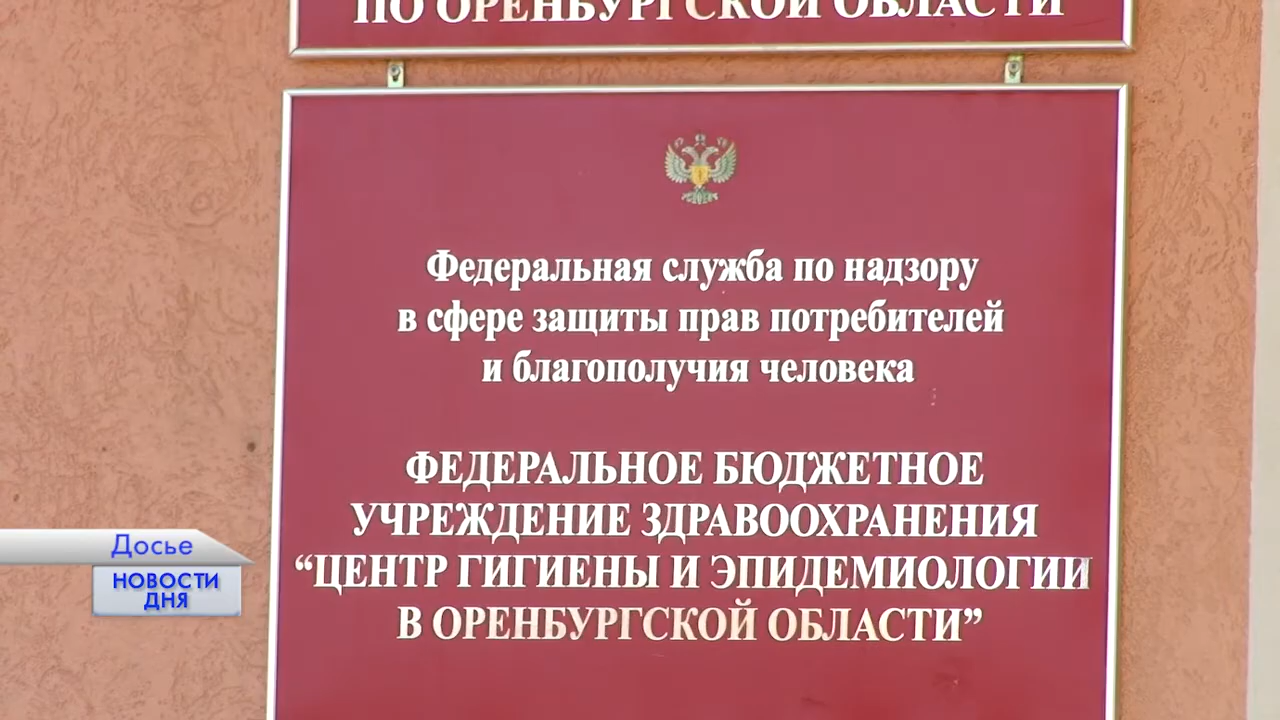 ПО ОРЕНБУРГСКОЙ ОБЛАСТИ
Федеральная служба по надзору
в сфере защиты прав потребителей
и благополучия человека
ФЕДЕРАЛЬНОЕ БЮДЖЕТНОЕ
УЧРЕЖДЕНИЕ ЗДРАВООХРАНЕНИЯ
“ЦЕНТР ГИГИЕНЫ И ЭПИДЕМИОЛОГИИ
В ОРЕНБУРГСКОЙ ОБЛАСТИ”
Досье
НОВОСТИ
ДНЯ